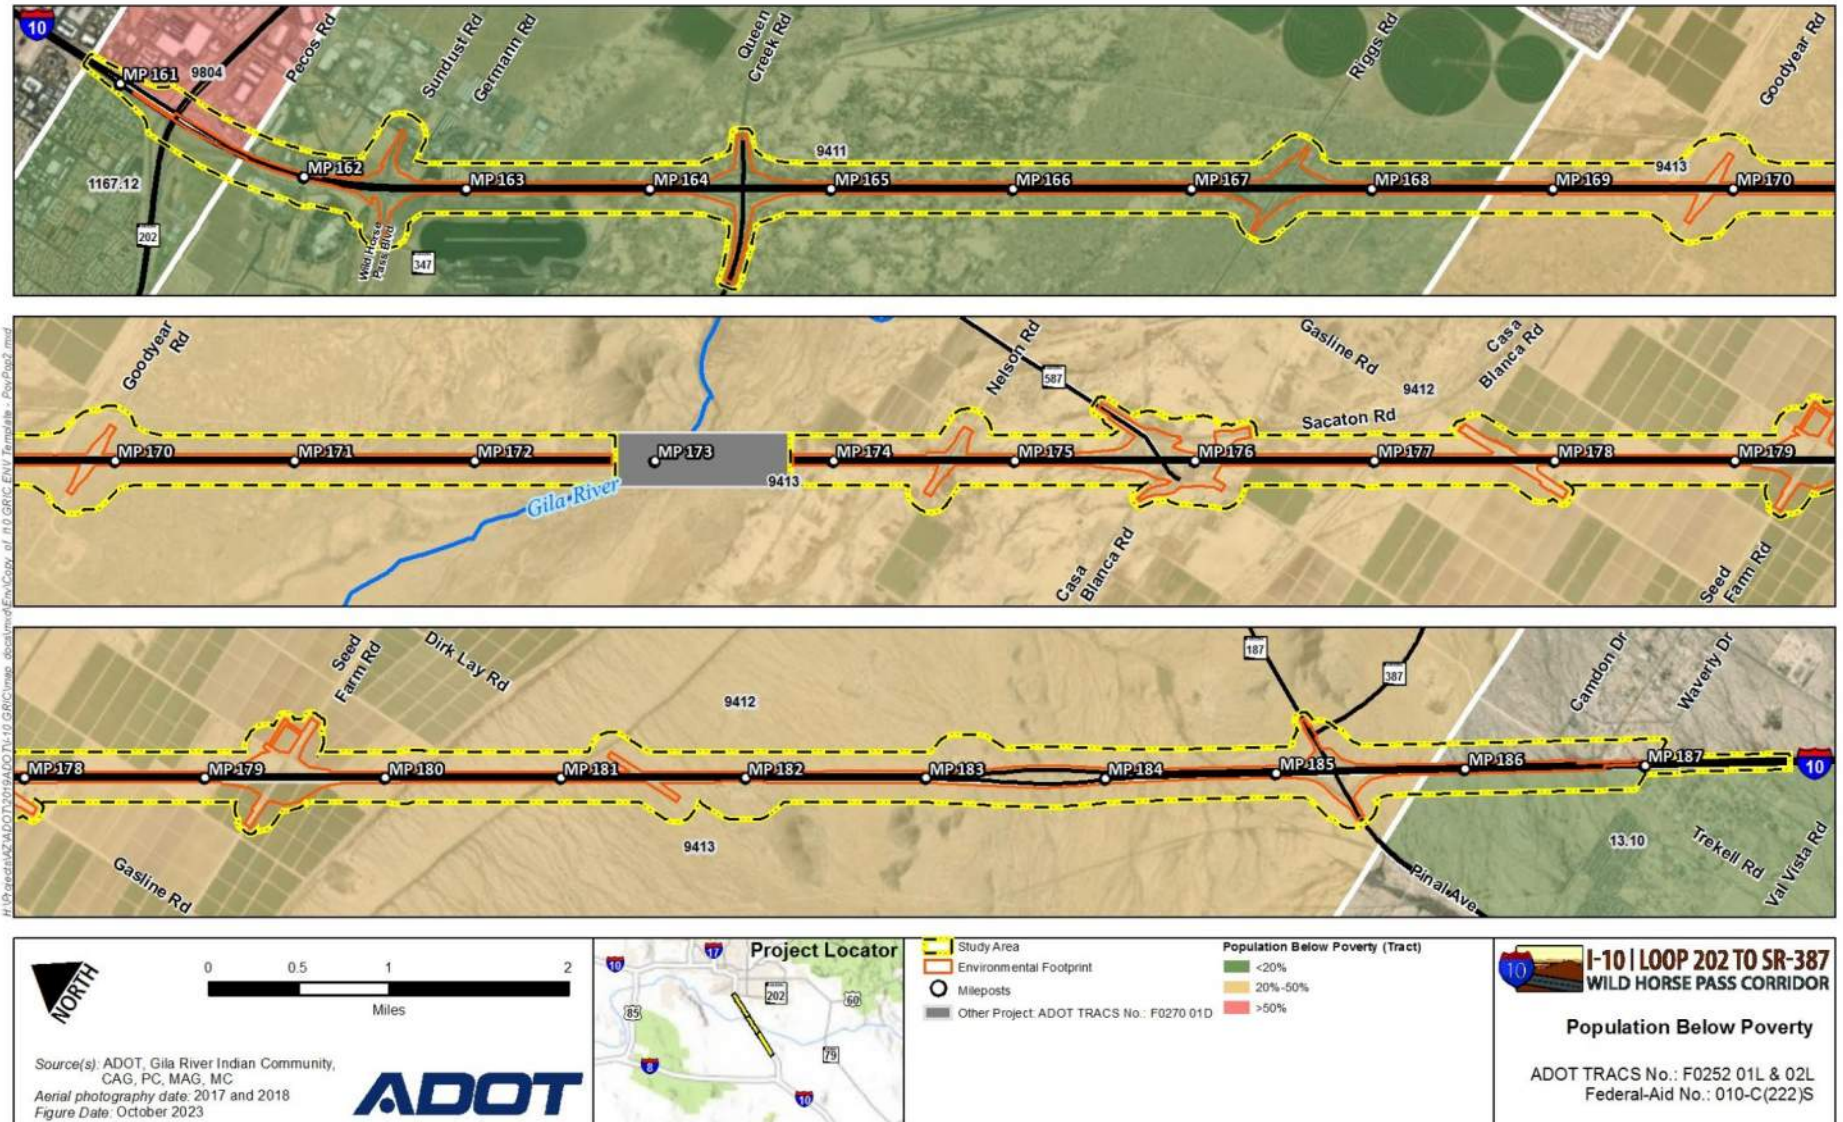 10
MP 161
9804
Pecos Rd
Sundust Rd
Germann Rd
Queen
Creek Rd
Riggs Rd
Goodyear Rd
MP 162
MP 163
MP 164
9411
MP 165
MP 166
MP 167
MP 168
MP 169
9413
MP 170
1167.12
202
Wild Horse
Pass Blvd
347
Goodyear
Rd
Nelson Rd
587
Gasline Rd
Casa
Blanca Rd
9412
Sacaton Rd
MP 170
MP 171
MP 172
MP 173
MP 174
MP 175
MP 176
MP 177
MP 178
MP 179
9413
Gila River
Casa
Blanca Rd
Seed
Farm Rd
Seed
Farm Rd
Dirk Lay Rd
9412
187
387
Camdon Dr
Waverly Dr
MP 178
MP 179
MP 180
MP 181
MP 182
MP 183
MP 184
MP 185
MP 186
MP 187
10
9413
13.10
Gasline Rd
Pinal Ave
Trekell Rd
Val Vista Rd
NORTH
0 0.5 1 2
Miles
Source(s): ADOT, Gila River Indian Community,
CAG, PC, MAG, MC
Aerial photography date: 2017 and 2018
Figure Date: October 2023
ADOT
Project Locator
10
17
202
60
85
79
8
10
Study Area
Environmental Footprint
Mileposts
Other Project: ADOT TRACS No.: F0270 01D
Population Below Poverty (Tract)
<20%
20%-50%
>50%
10
I-10 | LOOP 202 TO SR-387
WILD HORSE PASS CORRIDOR
Population Below Poverty
ADOT TRACS No.: F0252 01L & 02L
Federal-Aid No.: 010-C(222)S